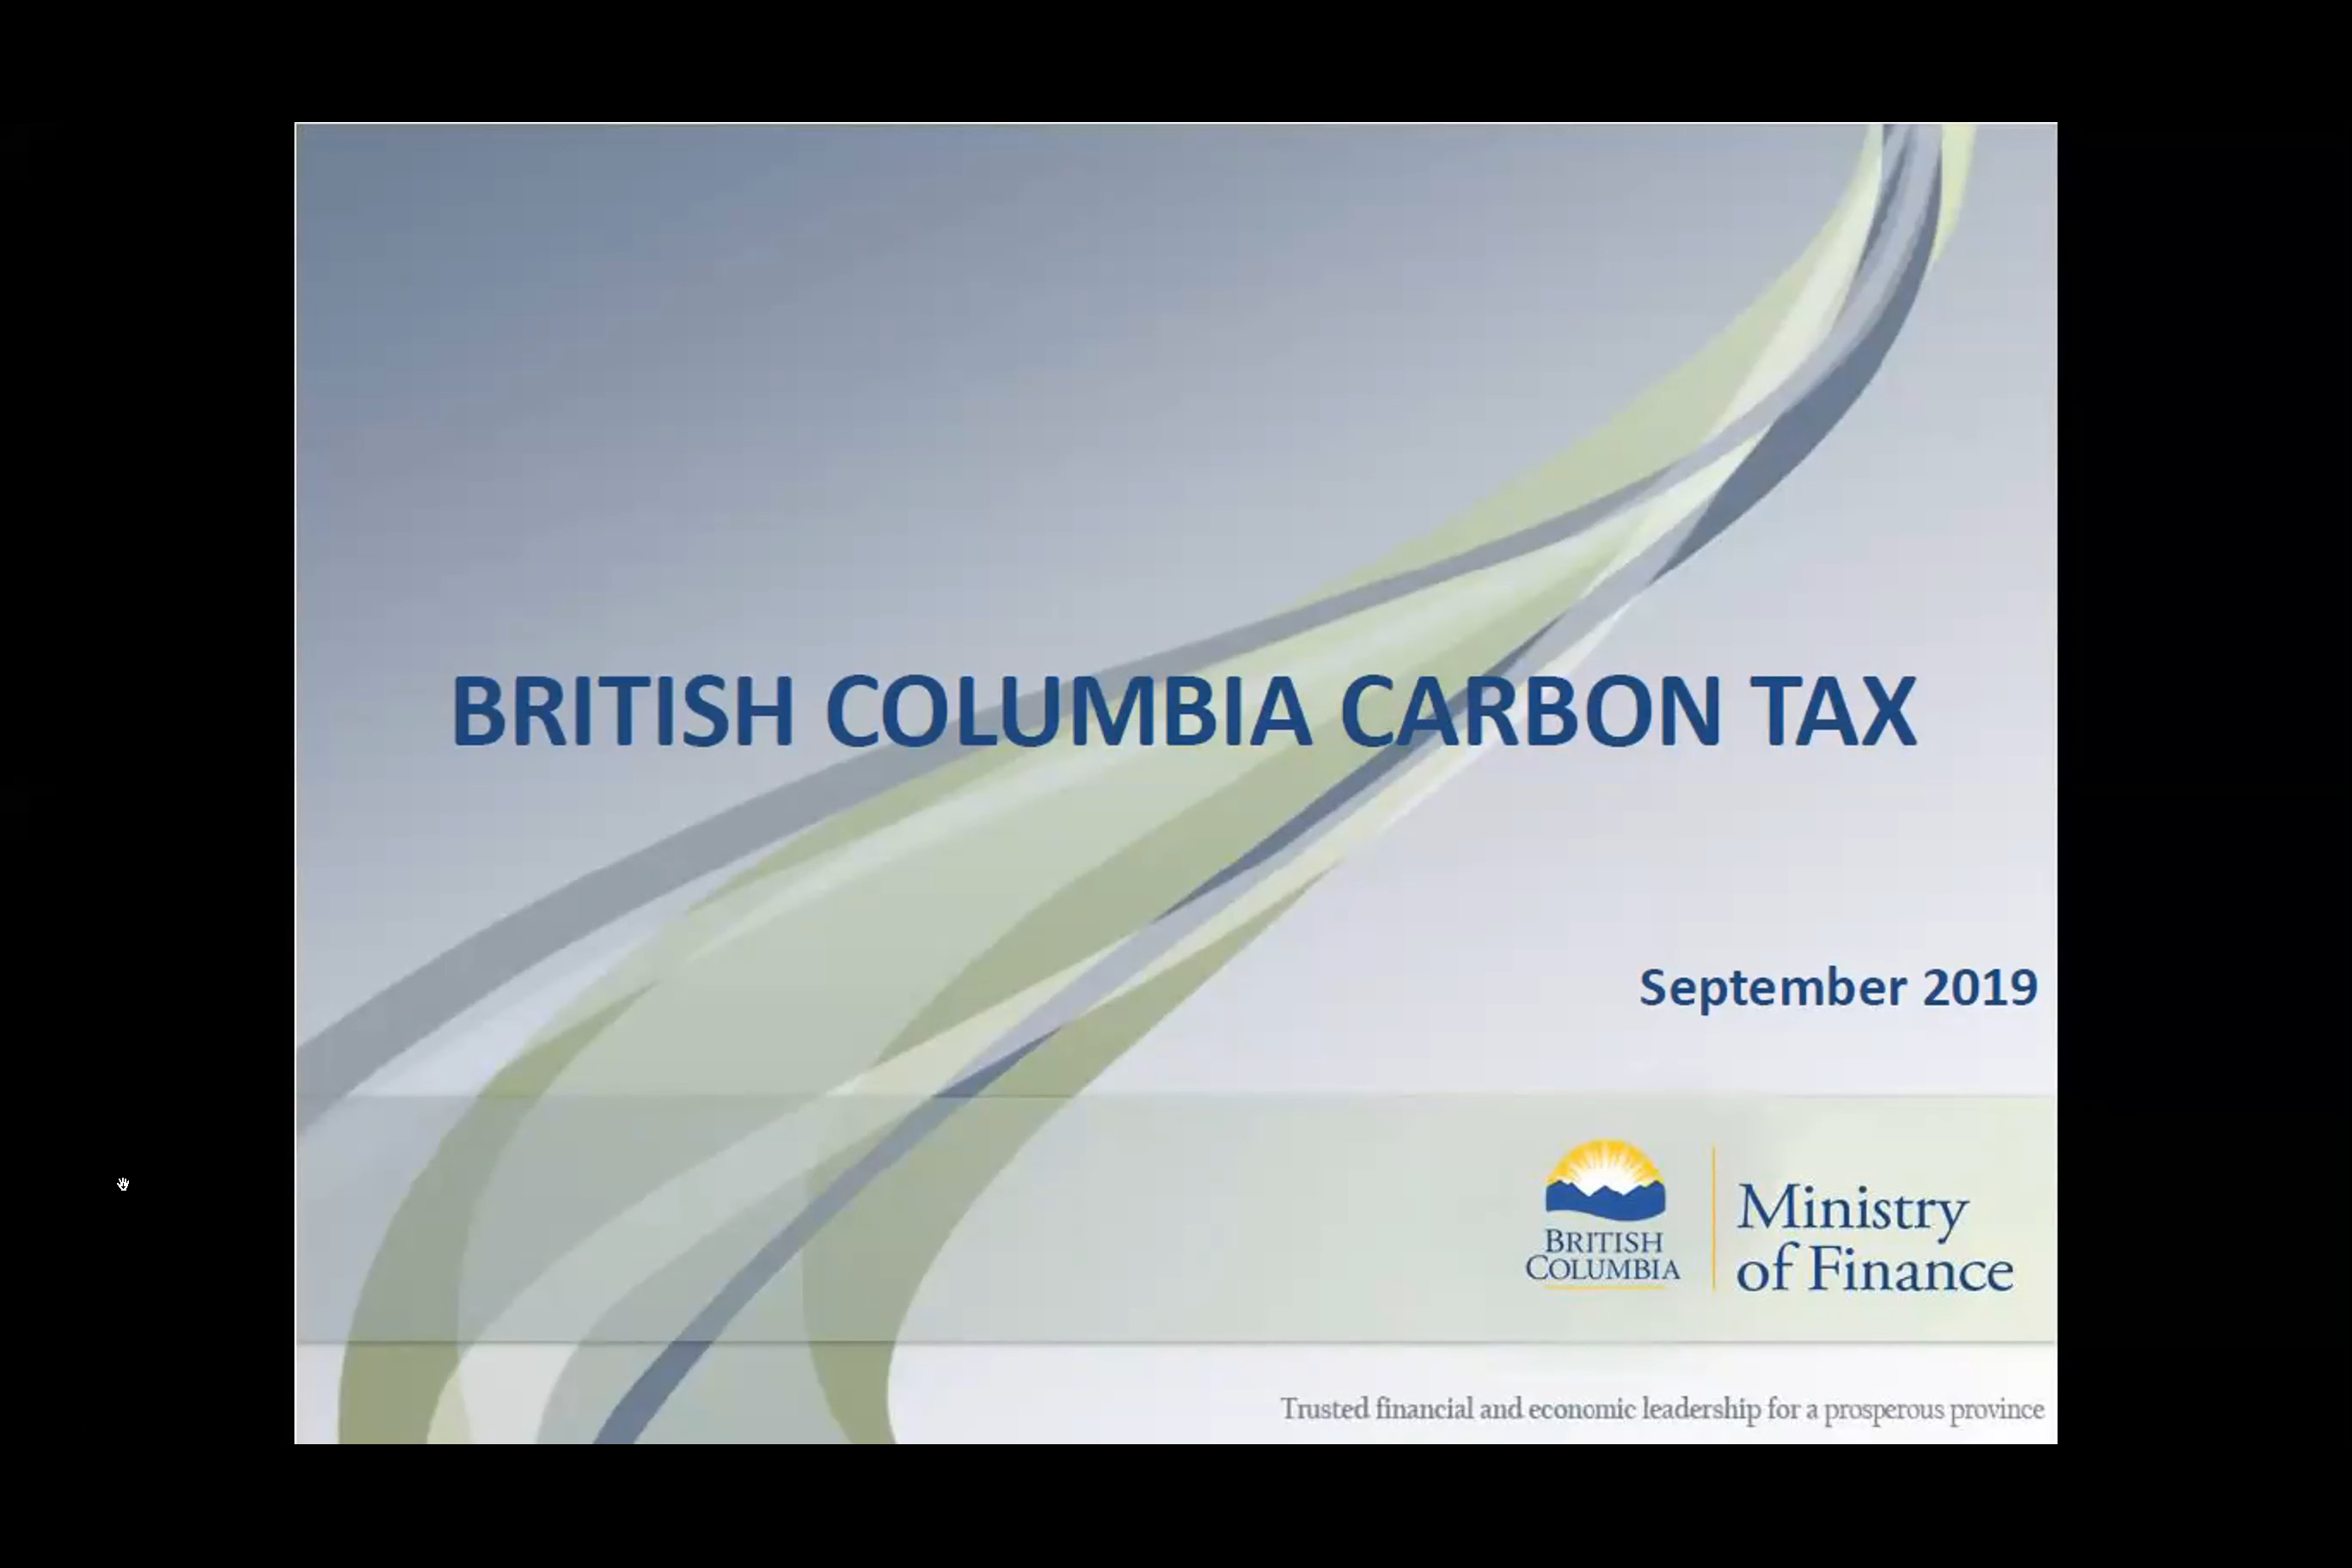 BRITISH COLUMBIA CARBON TAX
September 2019
BRITISH
COLUMBIA
Ministry
of Finance
Trusted financial and economic leadership for a prosperous province